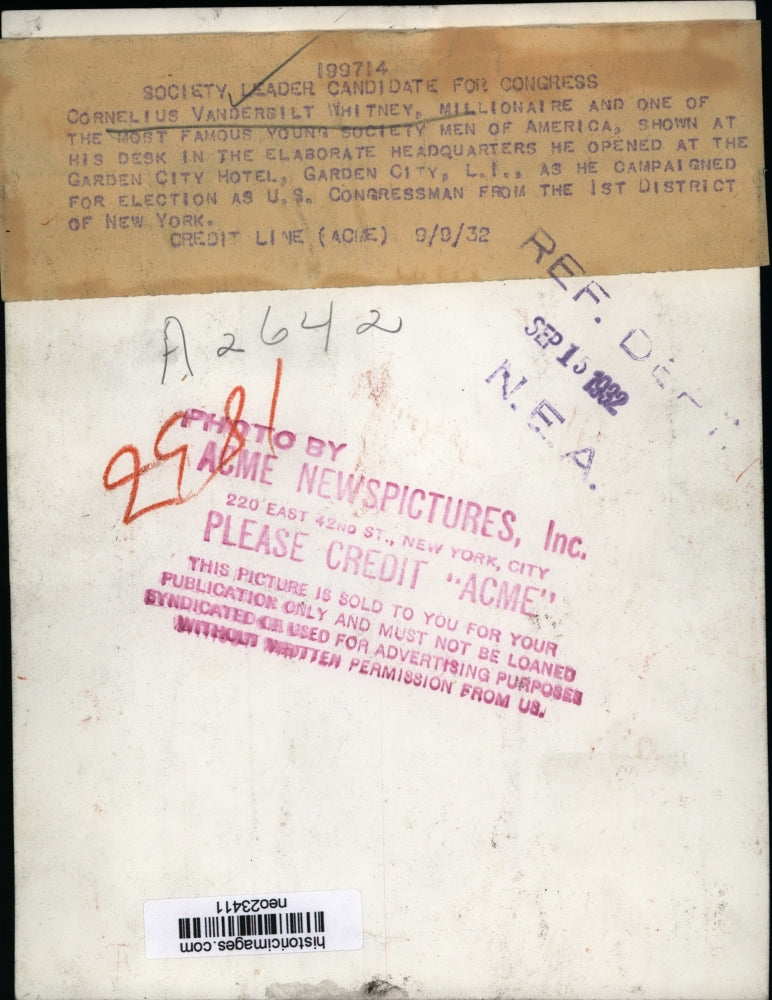 199714
SOCIETY LEADER CANDIDATE FOR CONGRESS
CORNELIUS VANDERBILT WHITNEY, MILLIONAIRE AND ONE OF
THE MOST FAMOUS YOUNG SOCIETY MEN OF AMERICA, SHOWN AT
HIS DESK IN THE ELABORATE HEADQUARTERS HE OPENED AT THE
GARDEN CITY HOTEL, GARDEN CITY, L.I., AS HE CAMPAIGNED
FOR ELECTION AS U.S. CONGRESSMAN FROM THE 1ST DISTRICT
OF NEW YORK.
CREDIT LINE (ACME) 9/9/32
REF. DEPT.
SEP 15 1932
N.E.A.
A2642
PHOTO BY
ACME NEWSPICTURES, Inc.
220 EAST 42ND ST., NEW YORK, CITY
PLEASE CREDIT "ACME"
THIS PICTURE IS SOLD TO YOU FOR YOUR
PUBLICATION ONLY AND MUST NOT BE LOANED
SYNDICATED OR USED FOR ADVERTISING PURPOSES
WITHOUT WRITTEN PERMISSION FROM US.
historicimages.com
neo23411